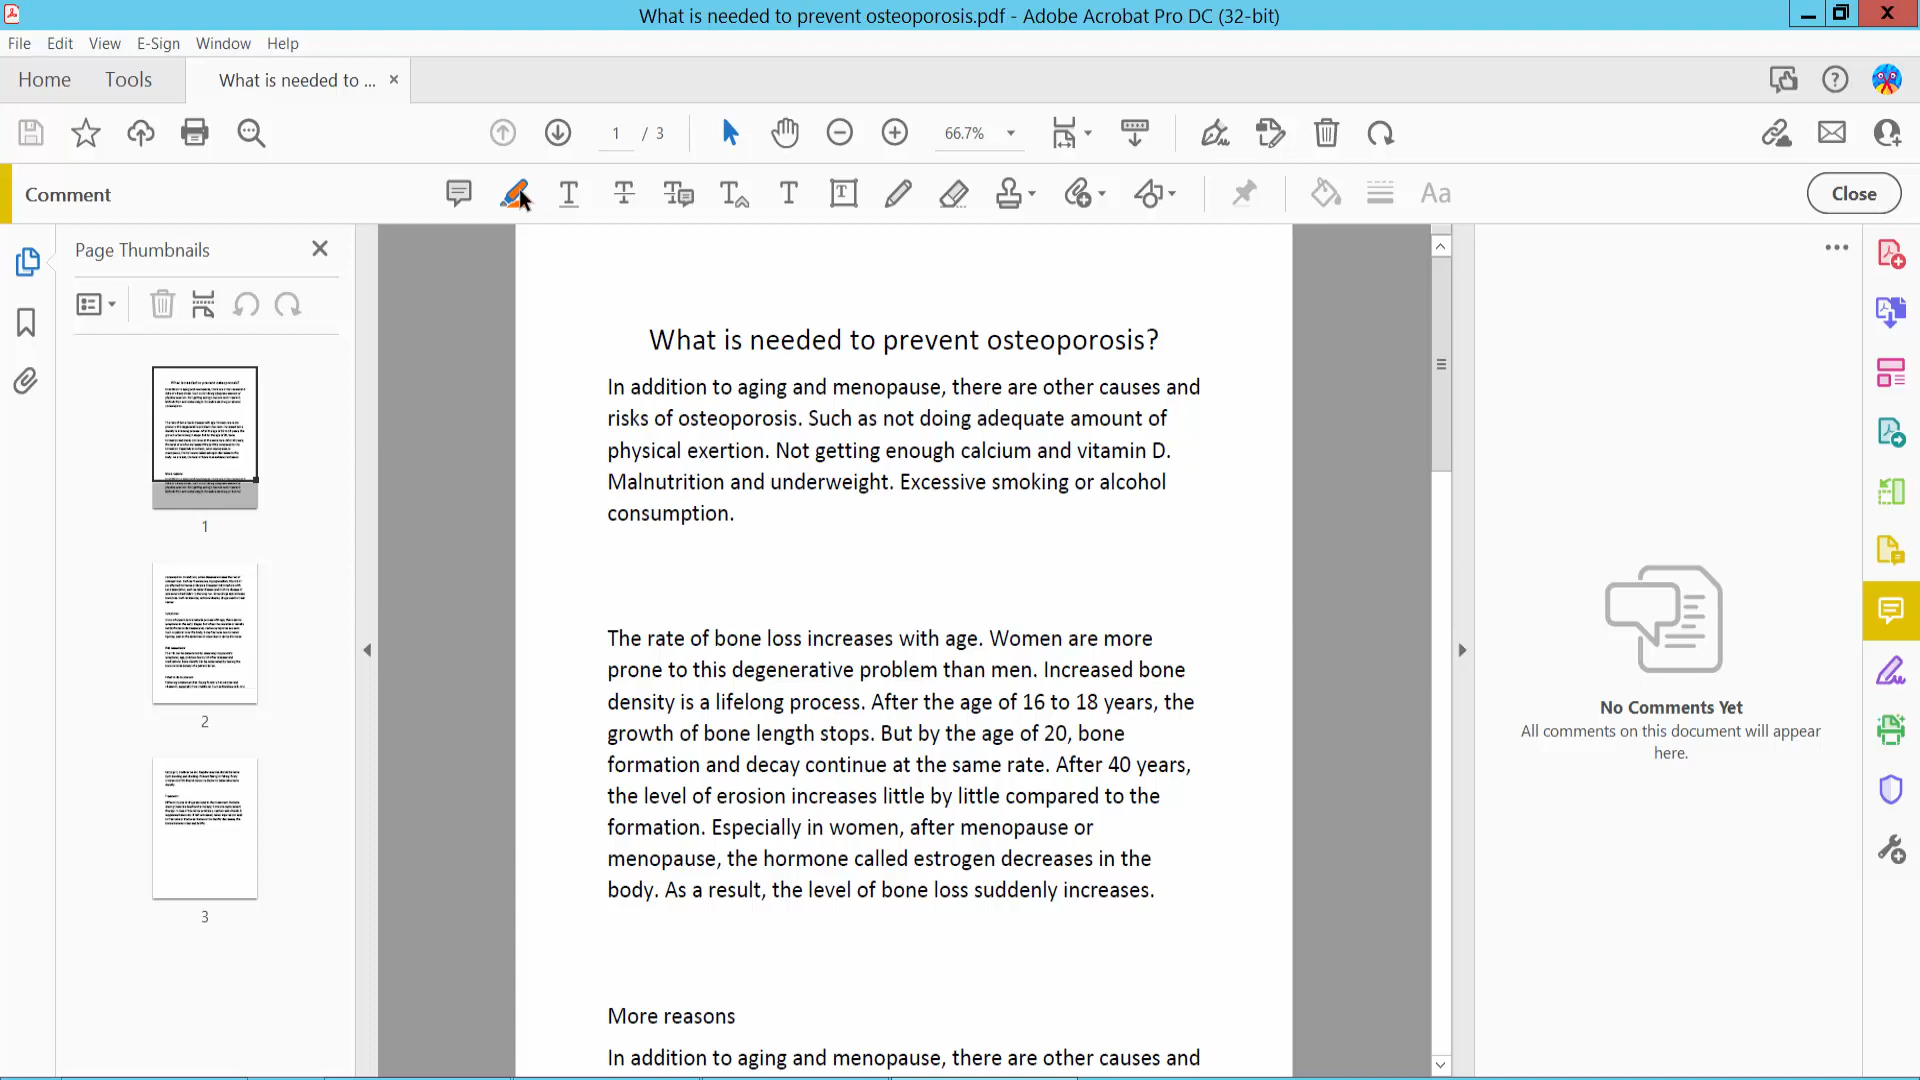 What is needed to prevent osteoporosis.pdf - Adobe Acrobat Pro DC (32-bit)
File Edit View E-Sign Window Help
Home Tools What is needed to ... ×
1 / 3 66.7%
Comment
Close
Page Thumbnails
1
2
3
What is needed to prevent osteoporosis?
In addition to aging and menopause, there are other causes and
risks of osteoporosis. Such as not doing adequate amount of
physical exertion. Not getting enough calcium and vitamin D.
Malnutrition and underweight. Excessive smoking or alcohol
consumption.
The rate of bone loss increases with age. Women are more
prone to this degenerative problem than men. Increased bone
density is a lifelong process. After the age of 16 to 18 years, the
growth of bone length stops. But by the age of 20, bone
formation and decay continue at the same rate. After 40 years,
the level of erosion increases little by little compared to the
formation. Especially in women, after menopause or
menopause, the hormone called estrogen decreases in the
body. As a result, the level of bone loss suddenly increases.
More reasons
In addition to aging and menopause, there are other causes and
No Comments Yet
All comments on this document will appear
here.